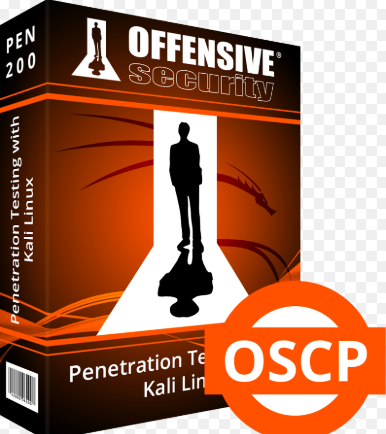 PEN
200
OFFENSIVE®
security
Penetration Testing with
Kali Linux
Penetration Te
Kali Lin
OSCP